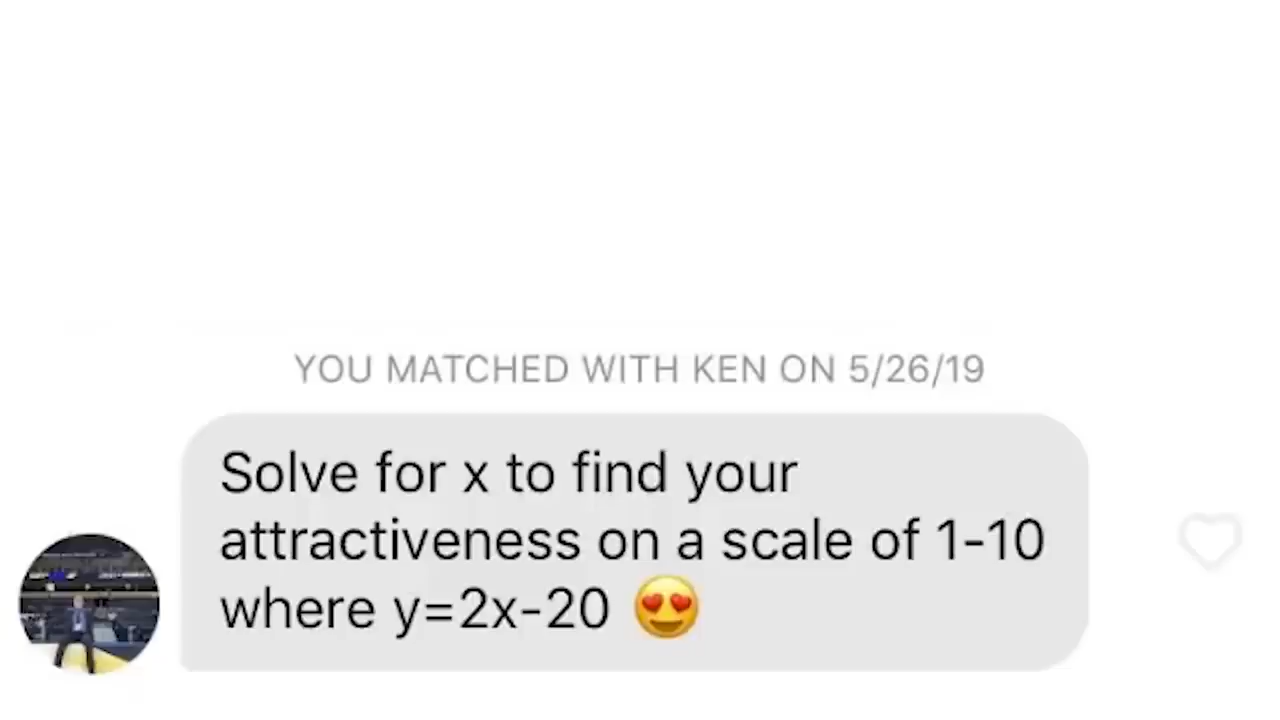 YOU MATCHED WITH KEN ON 5/26/19
Solve for x to find your
attractiveness on a scale of 1-10
where y=2x-20 😍